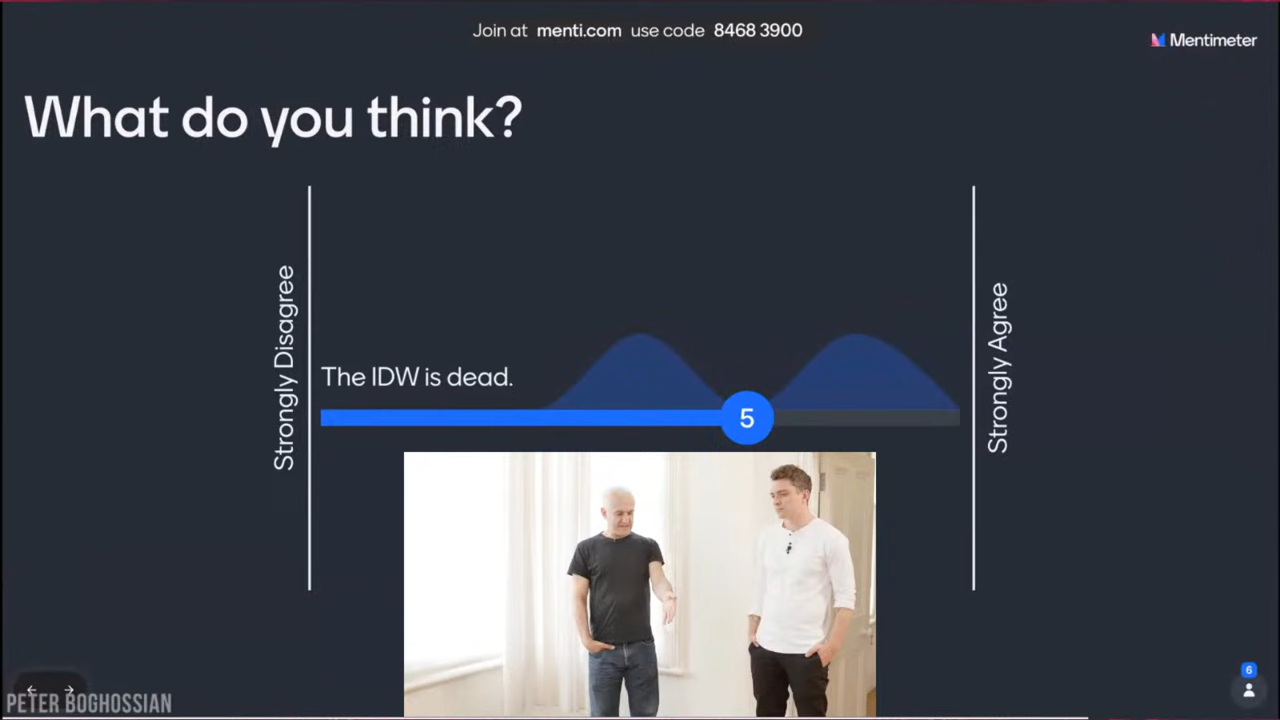 Join at menti.com use code 8468 3900
Mentimeter
What do you think?
Strongly Disagree
The IDW is dead.
5
Strongly Agree
6
PETER BOGHOSSIAN